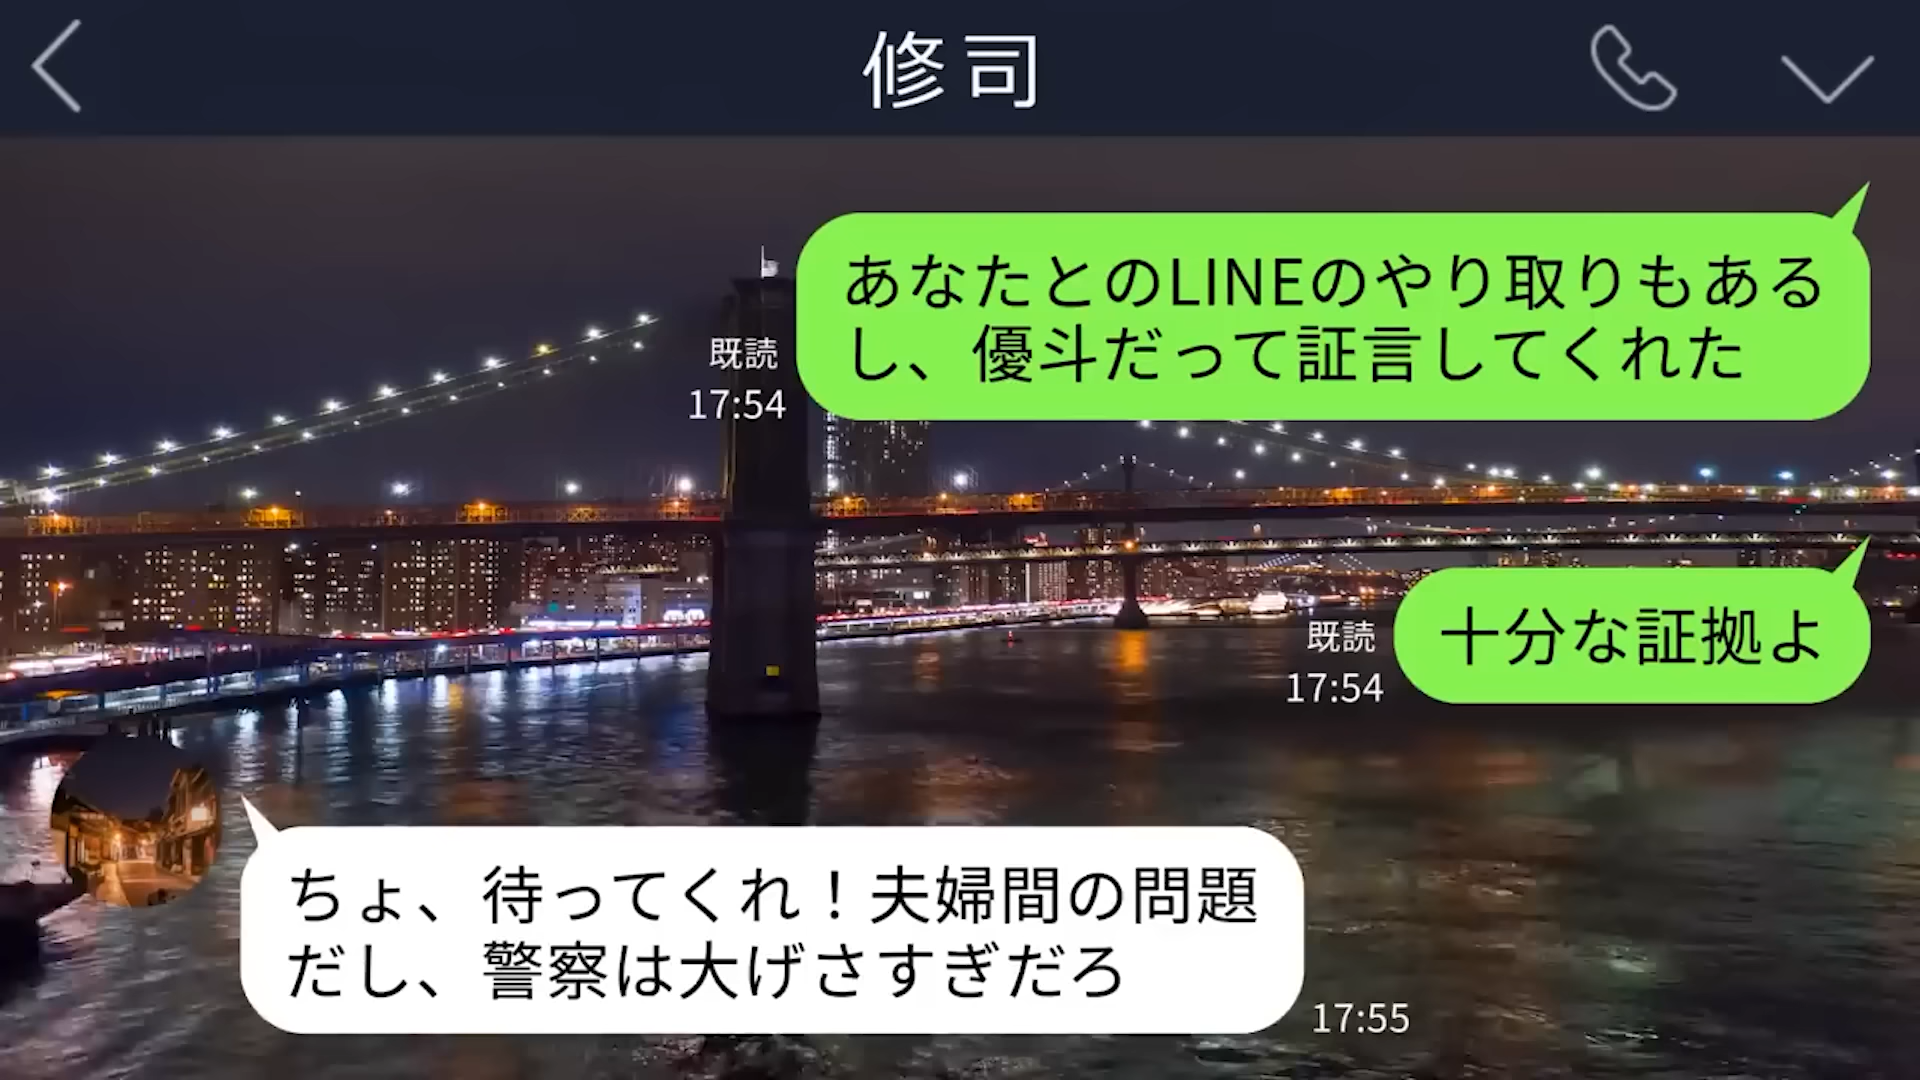 修司
あなたとのLINEのやり取りもある
し、優斗だって証言してくれた
既読
17:54
十分な証拠よ
既読
17:54
ちょ、待ってくれ！夫婦間の問題
だし、警察は大げさすぎだろ
17:55